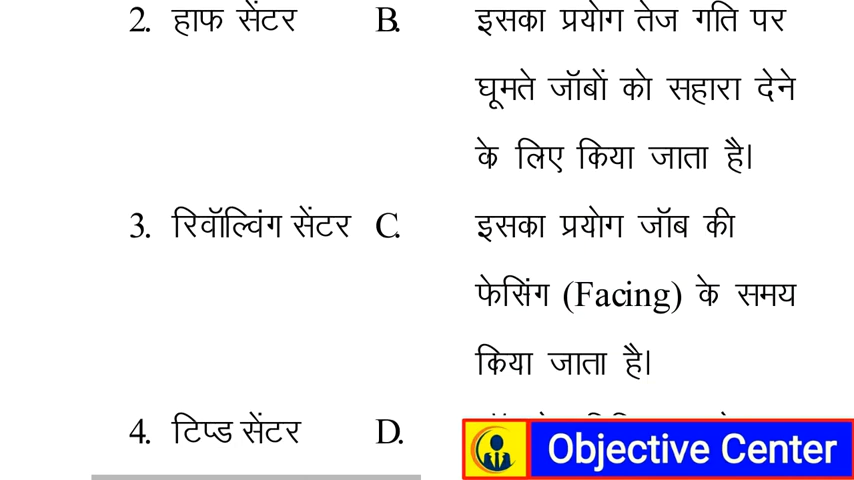 2. हाफ सेंटर B. इसका प्रयोग तेज गति पर
घूमते जॉबों को सहारा देने
के लिए किया जाता है।
3. रिवॉल्विंग सेंटर C. इसका प्रयोग जॉब की
फेसिंग (Facing) के समय
किया जाता है।
4. टिप्ड सेंटर D.
Objective Center